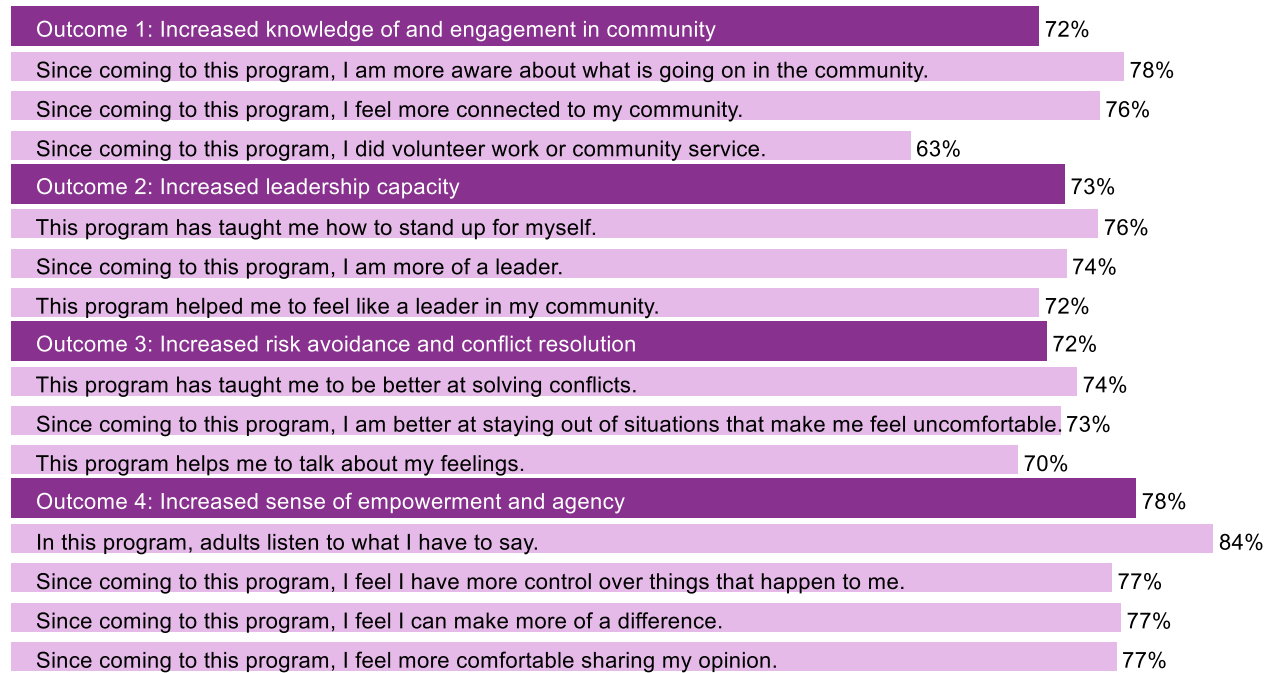 Outcome 1: Increased knowledge of and engagement in community 72%
Since coming to this program, I am more aware about what is going on in the community. 78%
Since coming to this program, I feel more connected to my community. 76%
Since coming to this program, I did volunteer work or community service. 63%
Outcome 2: Increased leadership capacity 73%
This program has taught me how to stand up for myself. 76%
Since coming to this program, I am more of a leader. 74%
This program helped me to feel like a leader in my community. 72%
Outcome 3: Increased risk avoidance and conflict resolution 72%
This program has taught me to be better at solving conflicts. 74%
Since coming to this program, I am better at staying out of situations that make me feel uncomfortable. 73%
This program helps me to talk about my feelings. 70%
Outcome 4: Increased sense of empowerment and agency 78%
In this program, adults listen to what I have to say. 84%
Since coming to this program, I feel I have more control over things that happen to me. 77%
Since coming to this program, I feel I can make more of a difference. 77%
Since coming to this program, I feel more comfortable sharing my opinion. 77%